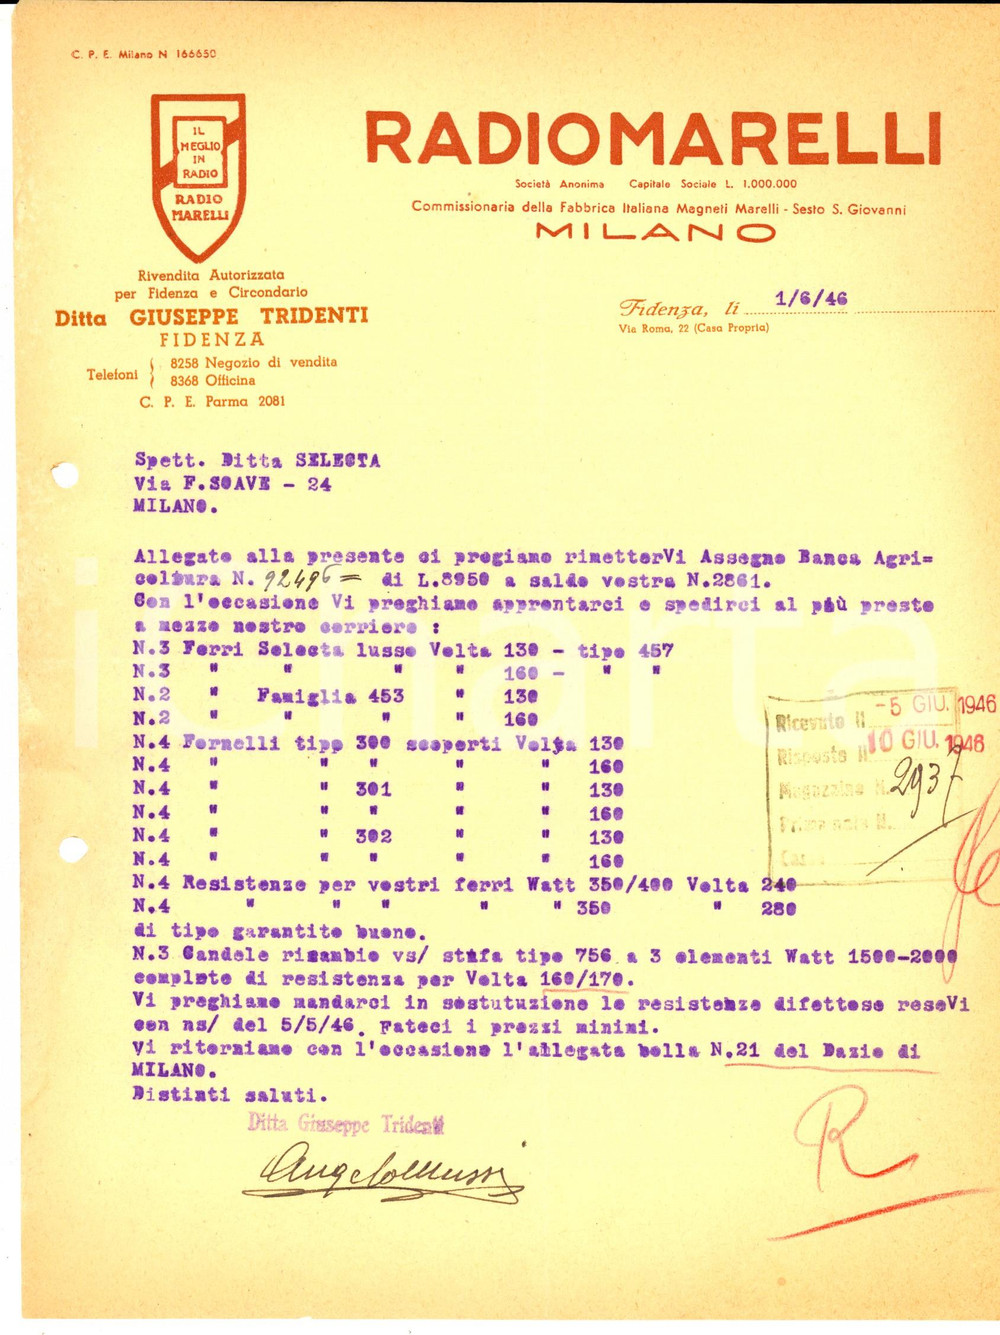 C. P. E. Milano N 166650
IL
MEGLIO
IN
RADIO
RADIO
MARELLI
RADIOMARELLI
Società Anonima Capitale Sociale L. 1.000.000
Commissionaria della Fabbrica Italiana Magneti Marelli - Sesto S. Giovanni
MILANO
Rivendita Autorizzata
per Fidenza e Circondario
Ditta GIUSEPPE TRIDENTI
FIDENZA
Telefoni
8258 Negozio di vendita
8368 Officina
C. P. E. Parma 2081
Fidenza, li 1/6/46
Via Roma, 22 (Casa Propria)
Spett. Ditta SELECTA
Via F.SOAVE - 24
MILANO.
Allegato alla presente ci pregiamo rimetterVi Assegno Banca Agri=
coltura N. 92496= di L.8950 a saldo vostra N.2861.
Con l'occasione Vi preghiamo approntarci e spedirci al più presto
a mezzo nostro corriere :
N.3 Ferri Selecta lusso Volta 130 - tipo 457
N.3 " " " " 160 - " "
N.2 " Famiglia 453 " 130
N.2 " " " " 160
N.4 Fornelli tipp 300 scoperti Volta 130
N.4 " " " " " 160
N.4 " " 301 " " 130
N.4 " " " " " 160
N.4 " " 302 " " 130
N.4 " " " " " 160
N.4 Resistenze per vostri ferri Watt 350/400 Volta 240
N.4 " " " " " 350 " 280
di tipo garantito buono.
N.3 Candele ricambio vs/ stufa tipo 756 a 3 elementi Watt 1500-2000
complete di resistenza per Volta 160/170.
Vi preghiamo mandarci in sostutuzione le resistenze difettose reseVi
con ns/ del 5/5/46. Fateci i prezzi minimi.
Vi ritorniamo con l'occasione l'allegata bolla N.21 del Dazio di
MILANO.
Distinti saluti.
Ditta Giuseppe Tridenti
Angelo Mussi
Ricevuto il -5 GIU. 1946
Risposto il 10 GIU. 1946
Magazzino N. 2937
Prima nota N.
R